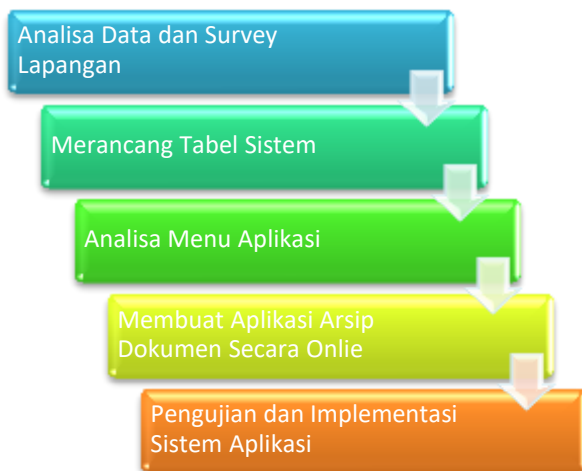 Analisa Data dan Survey
Lapangan
Merancang Tabel Sistem
Analisa Menu Aplikasi
Membuat Aplikasi Arsip
Dokumen Secara Onlie
Pengujian dan Implementasi
Sistem Aplikasi